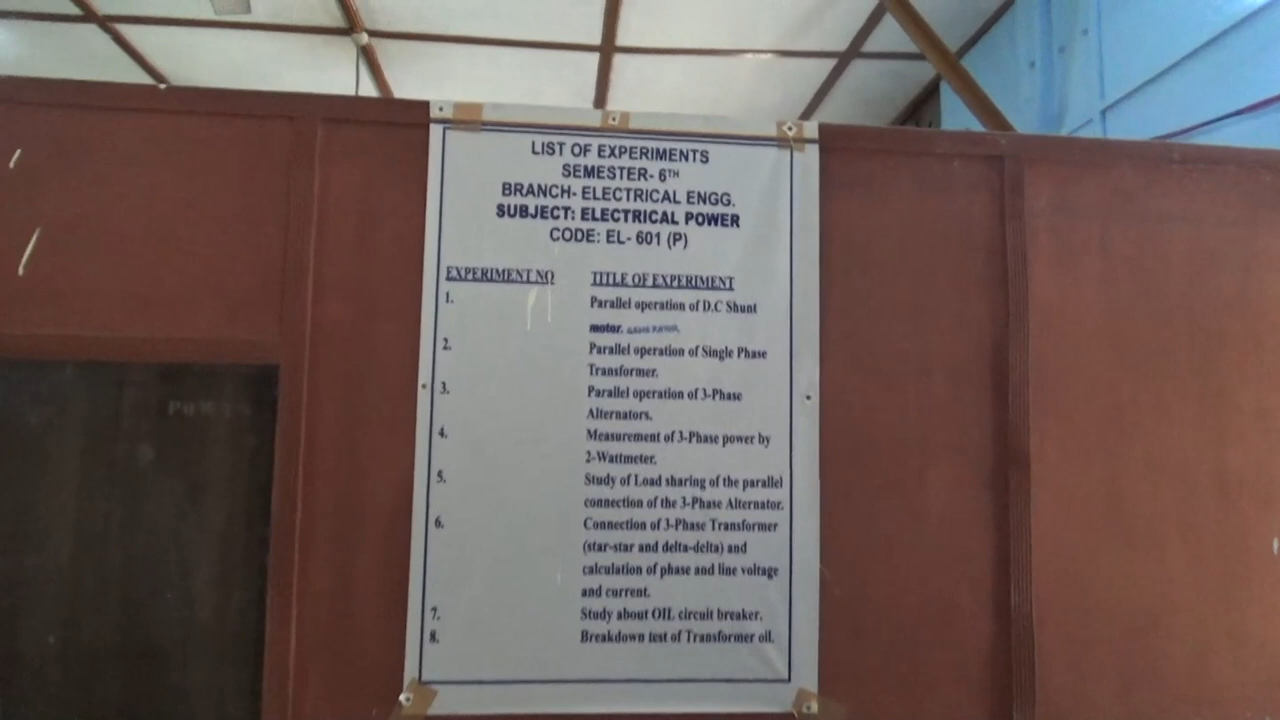 LIST OF EXPERIMENTS
SEMESTER- 6TH
BRANCH- ELECTRICAL ENGG.
SUBJECT: ELECTRICAL POWER
CODE: EL- 601 (P)
EXPERIMENT NO TITLE OF EXPERIMENT
1. Parallel operation of D.C Shunt
motor.
2. Parallel operation of Single Phase
Transformer.
3. Parallel operation of 3-Phase
Alternators.
4. Measurement of 3-Phase power by
2-Wattmeter.
5. Study of Load sharing of the parallel
connection of the 3-Phase Alternator.
6. Connection of 3-Phase Transformer
(star-star and delta-delta) and
calculation of phase and line voltage
and current.
7. Study about OIL circuit breaker.
8. Breakdown test of Transformer oil.